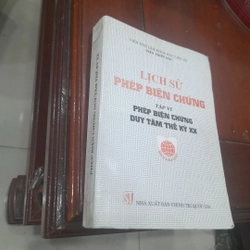 LỊCH SỬ
PHÉP BIỆN CHỨNG
TẬP VI
PHÉP BIỆN CHỨNG
DUY TÂM THẾ KỶ XX
NHÀ XUẤT BẢN CHÍNH TRỊ QUỐC GIA